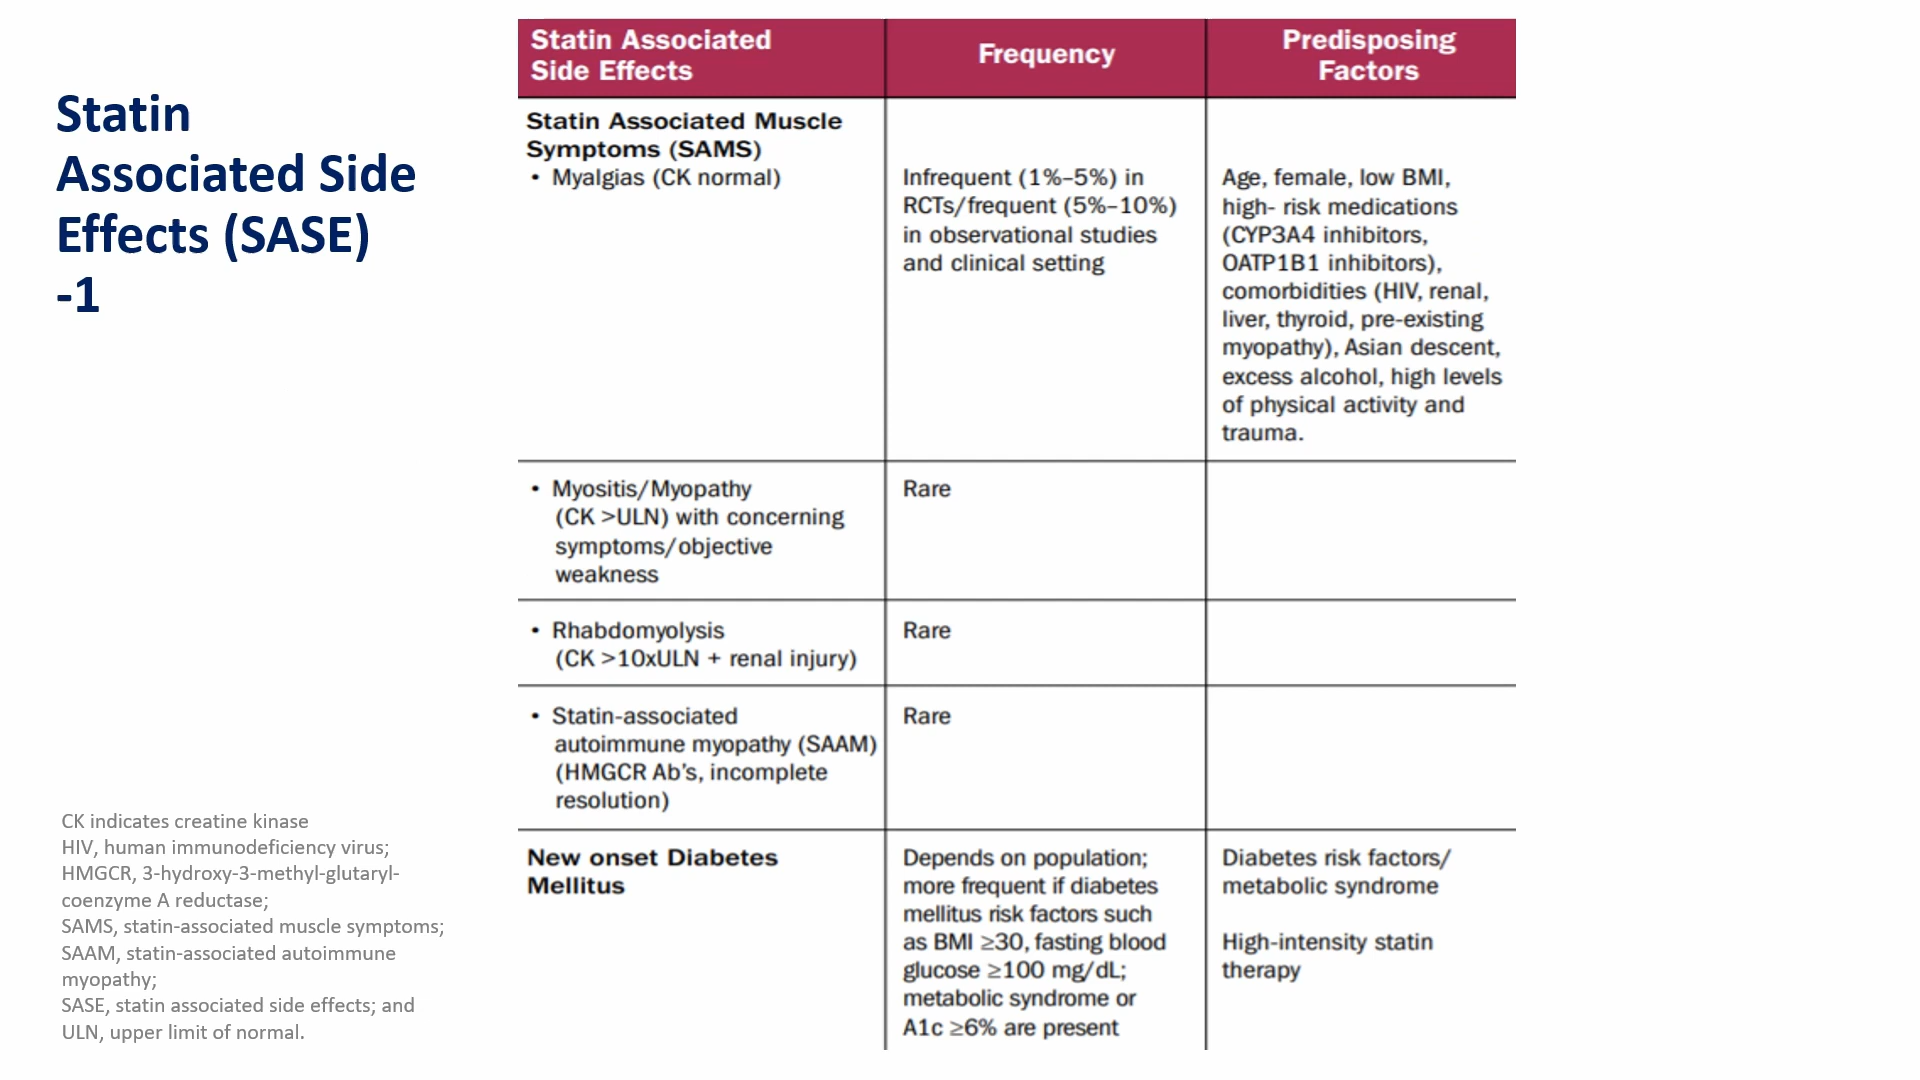 Statin
Associated Side
Effects (SASE)
-1
CK indicates creatine kinase
HIV, human immunodeficiency virus;
HMGCR, 3-hydroxy-3-methyl-glutaryl-
coenzyme A reductase;
SAMS, statin-associated muscle symptoms;
SAAM, statin-associated autoimmune
myopathy;
SASE, statin associated side effects; and
ULN, upper limit of normal.
Statin Associated
Side Effects
Frequency
Predisposing
Factors
Statin Associated Muscle
Symptoms (SAMS)
• Myalgias (CK normal)
Infrequent (1%–5%) in
RCTs/frequent (5%–10%)
in observational studies
and clinical setting
Age, female, low BMI,
high- risk medications
(CYP3A4 inhibitors,
OATP1B1 inhibitors),
comorbidities (HIV, renal,
liver, thyroid, pre-existing
myopathy), Asian descent,
excess alcohol, high levels
of physical activity and
trauma.
• Myositis/Myopathy
(CK >ULN) with concerning
symptoms/objective
weakness
Rare
• Rhabdomyolysis
(CK >10xULN + renal injury)
Rare
• Statin-associated
autoimmune myopathy (SAAM)
(HMGCR Ab’s, incomplete
resolution)
Rare
New onset Diabetes
Mellitus
Depends on population;
more frequent if diabetes
mellitus risk factors such
as BMI ≥30, fasting blood
glucose ≥100 mg/dL;
metabolic syndrome or
A1c ≥6% are present
Diabetes risk factors/
metabolic syndrome
High-intensity statin
therapy